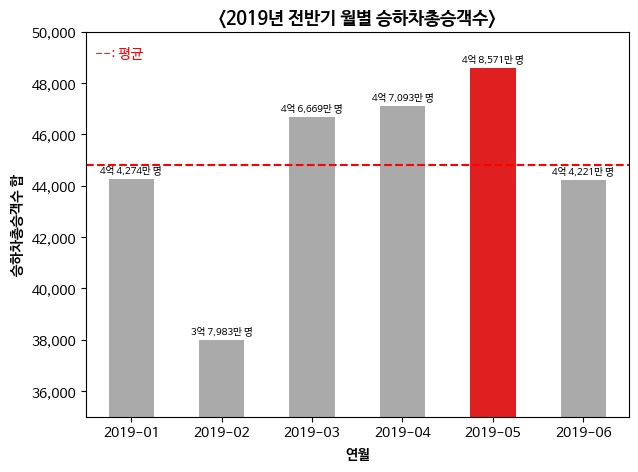 <2019년 전반기 월별 승하차총승객수>
50,000
48,000
46,000
44,000
42,000
40,000
38,000
36,000
승하차총승객수 합
--: 평균
4억 4,274만 명
3억 7,983만 명
4억 6,669만 명
4억 7,093만 명
4억 8,571만 명
4억 4,221만 명
2019-01 2019-02 2019-03 2019-04 2019-05 2019-06
연월